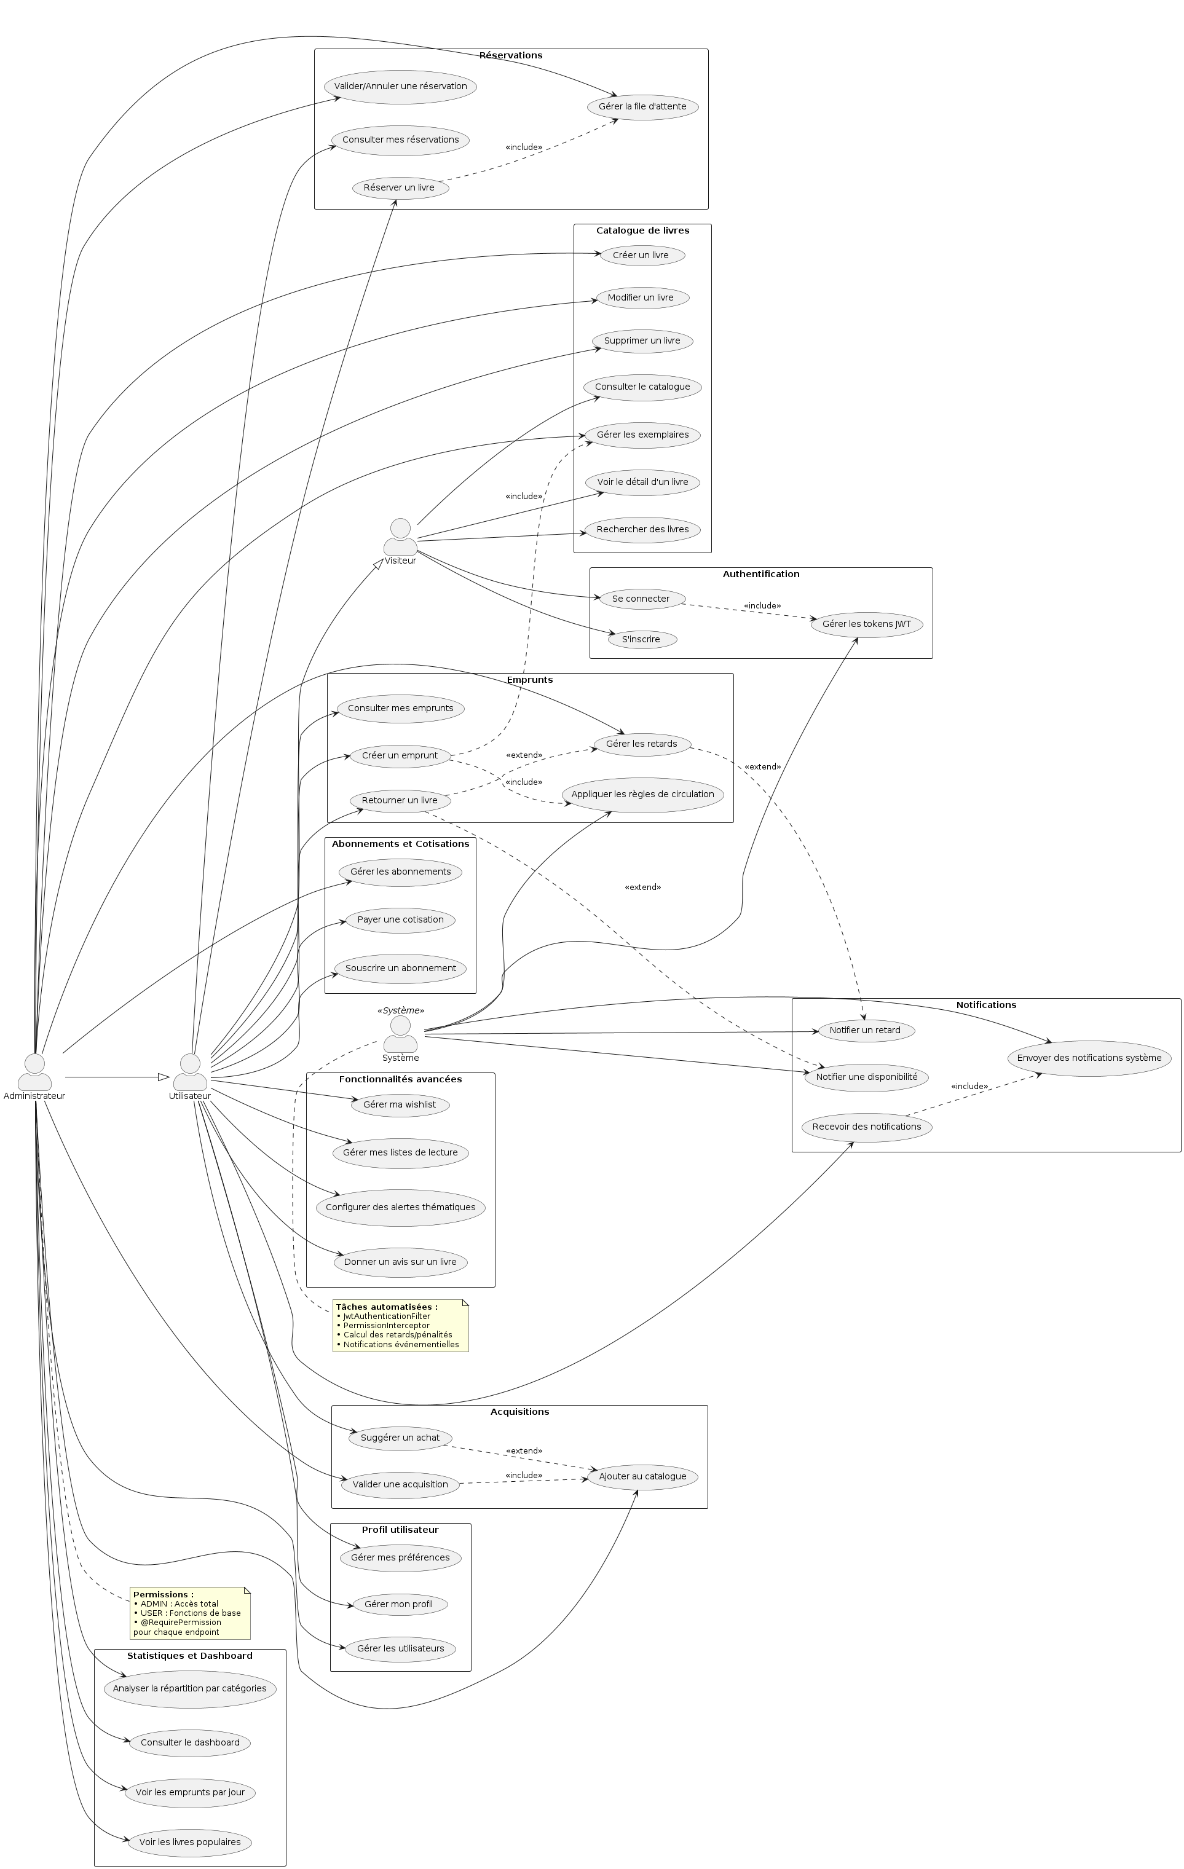 Réservations
Valider/Annuler une réservation
Gérer la file d'attente
Consulter mes réservations
«include»
Réserver un livre
Catalogue de livres
Créer un livre
Modifier un livre
Supprimer un livre
Consulter le catalogue
Gérer les exemplaires
Voir le détail d'un livre
«include»
Rechercher des livres
Visiteur
Authentification
Se connecter
«include»
Gérer les tokens JWT
S'inscrire
Emprunts
Consulter mes emprunts
Gérer les retards
Créer un emprunt
«extend»
«extend»
«include»
Appliquer les règles de circulation
Retourner un livre
Abonnements et Cotisations
Gérer les abonnements
«extend»
Payer une cotisation
Souscrire un abonnement
«Système»
Système
Notifications
Notifier un retard
Envoyer des notifications système
Notifier une disponibilité
«include»
Recevoir des notifications
Administrateur
Utilisateur
Fonctionnalités avancées
Gérer ma wishlist
Gérer mes listes de lecture
Configurer des alertes thématiques
Donner un avis sur un livre
Tâches automatisées :
• JwtAuthenticationFilter
• PermissionInterceptor
• Calcul des retards/pénalités
• Notifications événementielles
Acquisitions
Suggérer un achat
«extend»
Ajouter au catalogue
«include»
Valider une acquisition
Profil utilisateur
Gérer mes préférences
Gérer mon profil
Gérer les utilisateurs
Permissions :
• ADMIN : Accès total
• USER : Fonctions de base
• @RequirePermission
pour chaque endpoint
Statistiques et Dashboard
Analyser la répartition par catégories
Consulter le dashboard
Voir les emprunts par jour
Voir les livres populaires